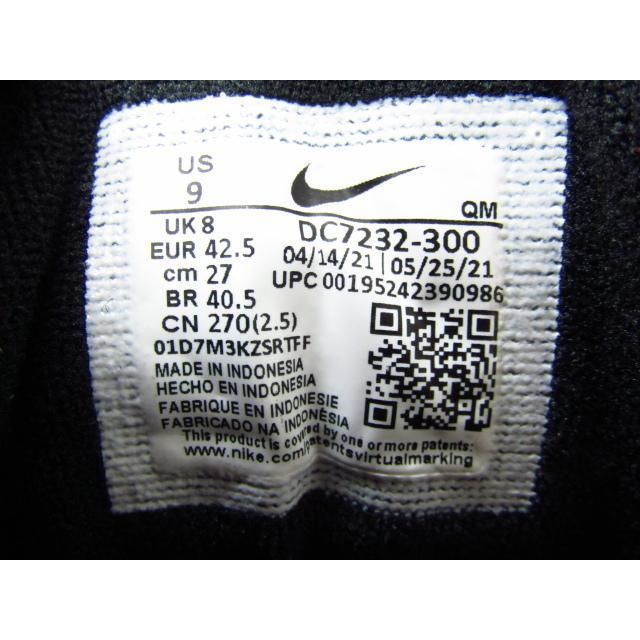 US
9
QM
UK 8
EUR 42.5
cm 27
BR 40.5
CN 270(2.5)
DC7232-300
04/14/21 | 05/25/21
UPC 00195242390986
01D7M3KZSRTFF
MADE IN INDONESIA
HECHO EN INDONESIA
FABRIQUE EN INDONESIE
FABRICADO NA INDONÉSIA
This product is covered by one or more patents:
www.nike.com/patentsvirtualmarking